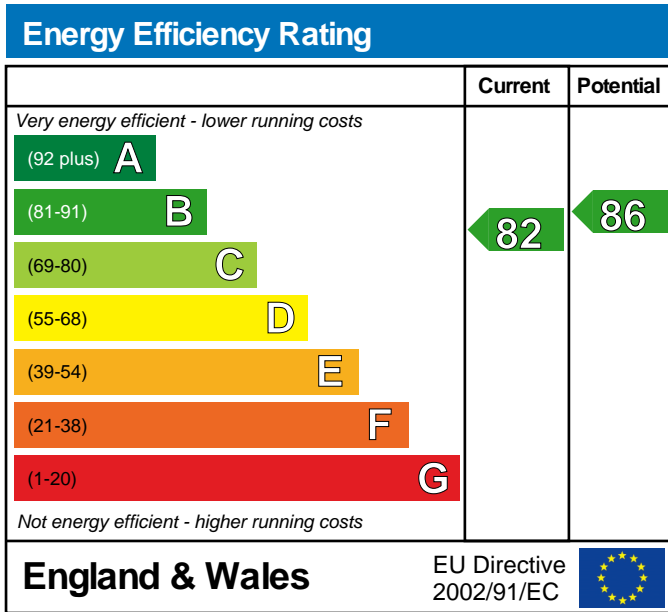 Energy Efficiency Rating
Current Potential
Very energy efficient - lower running costs
(92 plus) A
(81-91) B
82
86
(69-80) C
(55-68) D
(39-54) E
(21-38) F
(1-20) G
Not energy efficient - higher running costs
England & Wales
EU Directive
2002/91/EC